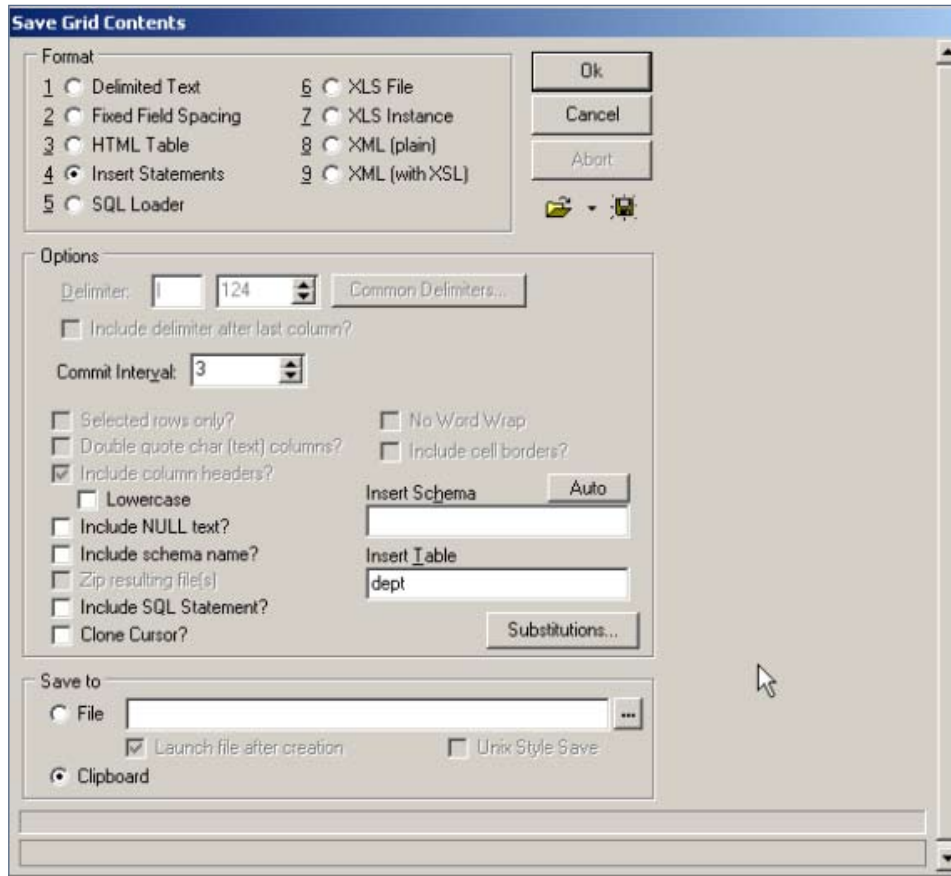 Save Grid Contents
Format
1 Delimited Text
2 Fixed Field Spacing
3 HTML Table
4 Insert Statements
5 SQL Loader
6 XLS File
7 XLS Instance
8 XML (plain)
9 XML (with XSL)
Ok
Cancel
Abort
Options
Delimiter: | 124 Common Delimiters...
Include delimiter after last column?
Commit Interval: 3
Selected rows only?
Double quote char (text) columns?
Include column headers?
Lowercase
Include NULL text?
Include schema name?
Zip resulting file(s)
Include SQL Statement?
Clone Cursor?
No Word Wrap
Include cell borders?
Insert Schema Auto
Insert Table
dept
Substitutions...
Save to
File ...
Launch file after creation Unix Style Save
Clipboard